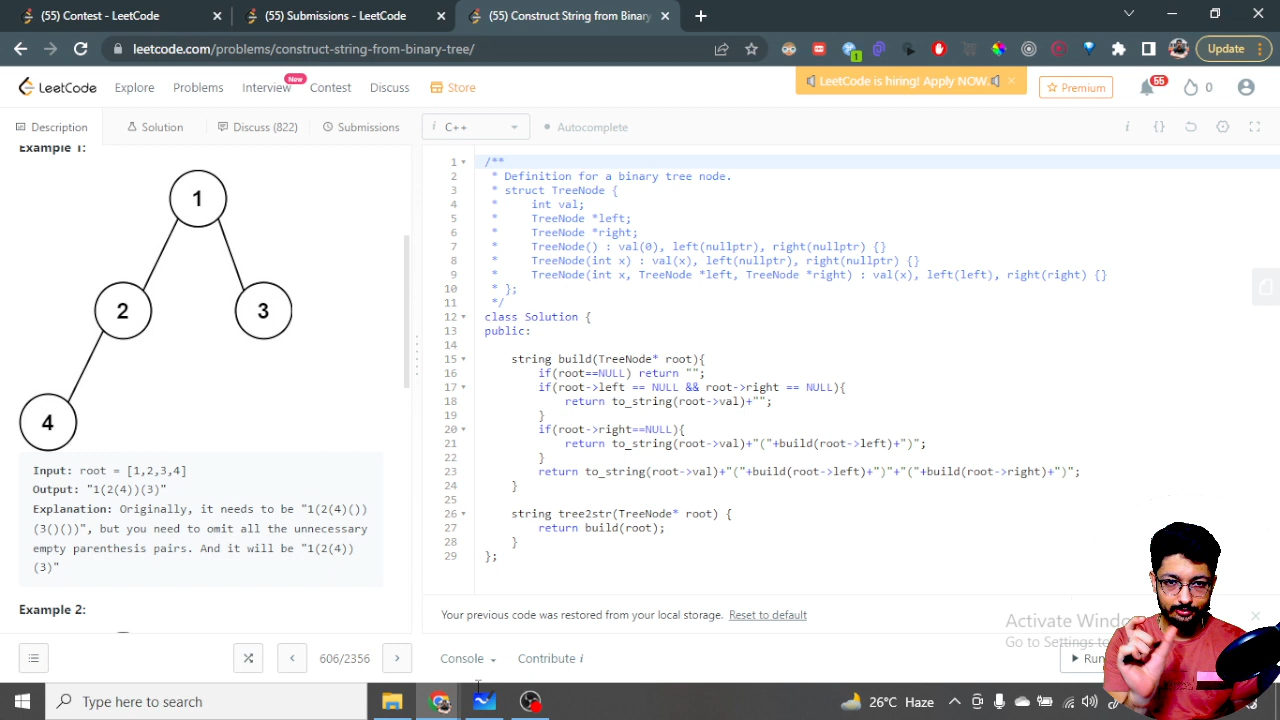 (55) Contest - LeetCode
(55) Submissions - LeetCode
(55) Construct String from Binary
leetcode.com/problems/construct-string-from-binary-tree/
1
Update
LeetCode
Explore
Problems
Interview
New
Contest
Discuss
Store
LeetCode is hiring! Apply NOW.
Premium
55
0
Description
Solution
Discuss (822)
Submissions
i C++
Autocomplete
i
{}
Example 1:
1
2
3
4
Input: root = [1,2,3,4]
Output: "1(2(4))(3)"
Explanation: Originally, it needs to be "1(2(4)())
(3()())", but you need to omit all the unnecessary
empty parenthesis pairs. And it will be "1(2(4))
(3)"
Example 2:
1 /**
2 * Definition for a binary tree node.
3 * struct TreeNode {
4 *     int val;
5 *     TreeNode *left;
6 *     TreeNode *right;
7 *     TreeNode() : val(0), left(nullptr), right(nullptr) {}
8 *     TreeNode(int x) : val(x), left(nullptr), right(nullptr) {}
9 *     TreeNode(int x, TreeNode *left, TreeNode *right) : val(x), left(left), right(right) {}
10 * };
11 */
12 class Solution {
13 public:
14
15     string build(TreeNode* root){
16         if(root==NULL) return "";
17         if(root->left == NULL && root->right == NULL){
18             return to_string(root->val)+"";
19         }
20         if(root->right==NULL){
21             return to_string(root->val)+"("+build(root->left)+")";
22         }
23         return to_string(root->val)+"("+build(root->left)+")"+"("+build(root->right)+")";
24     }
25
26     string tree2str(TreeNode* root) {
27         return build(root);
28     }
29 };
Your previous code was restored from your local storage. Reset to default
Activate
Go to Settings to
606/2356
Console
Contribute i
Run
Type here to search
26°C Haze